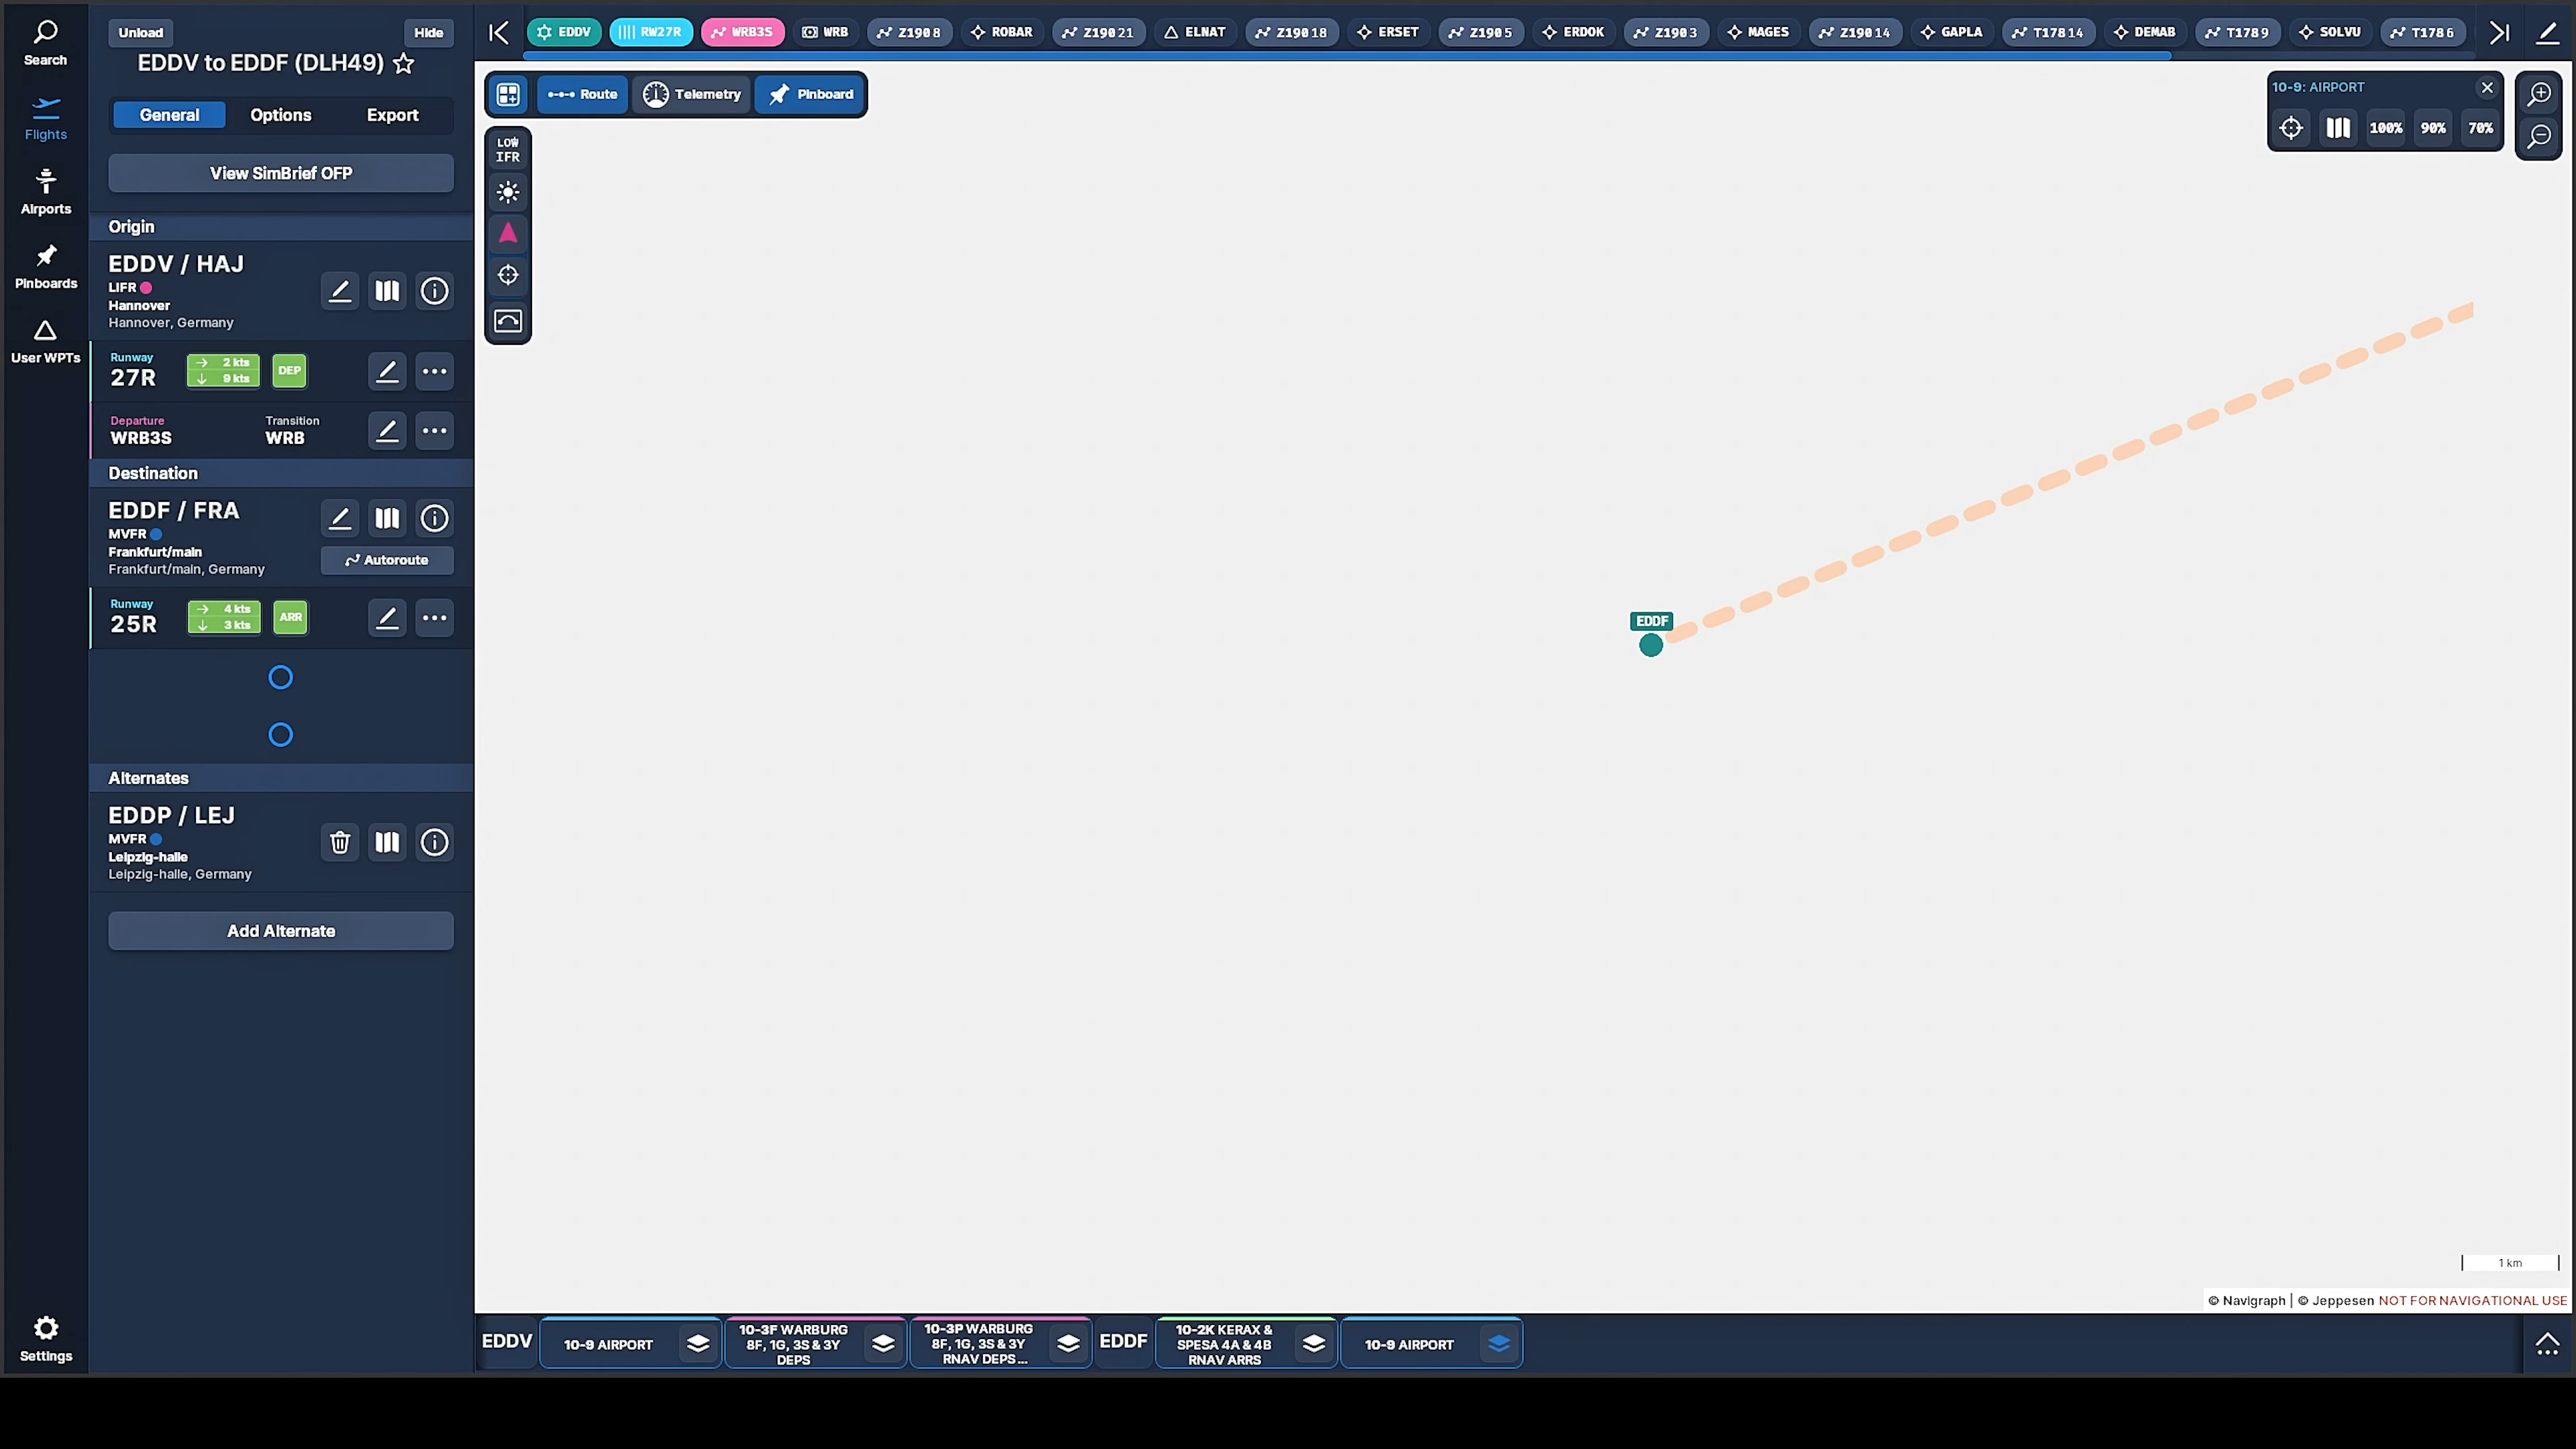 Search
Flights
Airports
Pinboards
User WPTs
Settings
Unload
Hide
EDDV to EDDF (DLH49)
General
Options
Export
View SimBrief OFP
Origin
EDDV / HAJ
LIFR
Hannover
Hannover, Germany
Runway
27R
2 kts
9 kts
DEP
Departure
WRB3S
Transition
WRB
Destination
EDDF / FRA
MVFR
Frankfurt/main
Frankfurt/main, Germany
Autoroute
Runway
25R
4 kts
3 kts
ARR
Alternates
EDDP / LEJ
MVFR
Leipzig-halle
Leipzig-halle, Germany
Add Alternate
EDDV
RW27R
WRB3S
WRB
Z190 8
ROBAR
Z190 21
ELNAT
Z190 18
ERSET
Z190 5
ERDOK
Z190 3
MAGES
Z190 14
GAPLA
T178 14
DEMAB
T178 9
SOLVU
T178 6
Route
Telemetry
Pinboard
LOW
IFR
10-9: AIRPORT
100%
90%
70%
EDDF
1 km
© Navigraph | © Jeppesen NOT FOR NAVIGATIONAL USE
EDDV
10-9 AIRPORT
10-3F WARBURG
8F, 1G, 3S & 3Y
DEPS
10-3P WARBURG
8F, 1G, 3S & 3Y
RNAV DEPS ...
EDDF
10-2K KERAX &
SPESA 4A & 4B
RNAV ARRS
10-9 AIRPORT